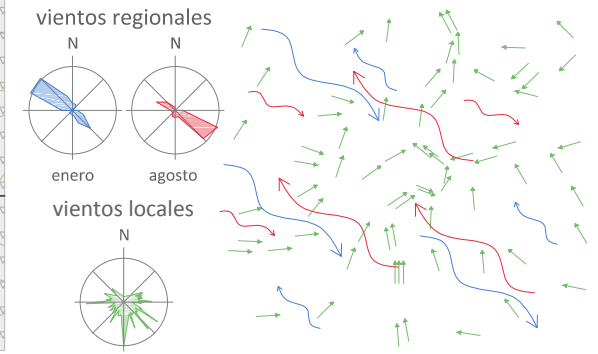 vientos regionales
N N
enero agosto
vientos locales
N